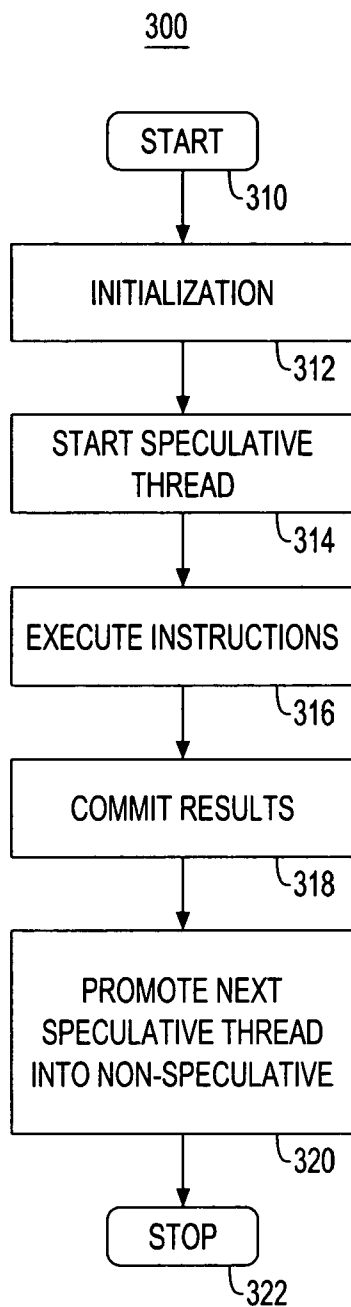 300
START
310
INITIALIZATION
312
START SPECULATIVE
THREAD
314
EXECUTE INSTRUCTIONS
316
COMMIT RESULTS
318
PROMOTE NEXT
SPECULATIVE THREAD
INTO NON-SPECULATIVE
320
STOP
322